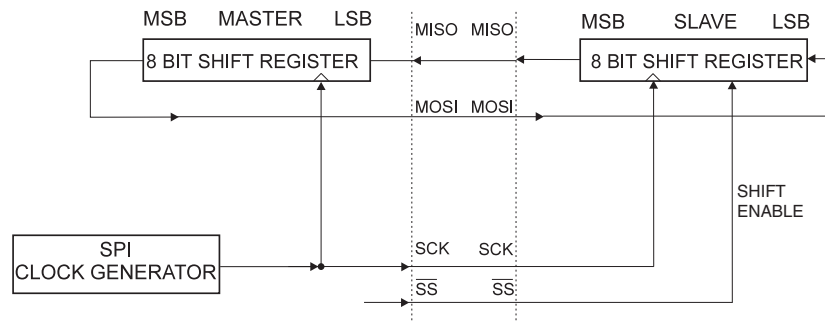 MSB MASTER LSB
MISO MISO
MSB SLAVE LSB
8 BIT SHIFT REGISTER
8 BIT SHIFT REGISTER
MOSI MOSI
SHIFT
ENABLE
SPI
CLOCK GENERATOR
SCK SCK
SS SS